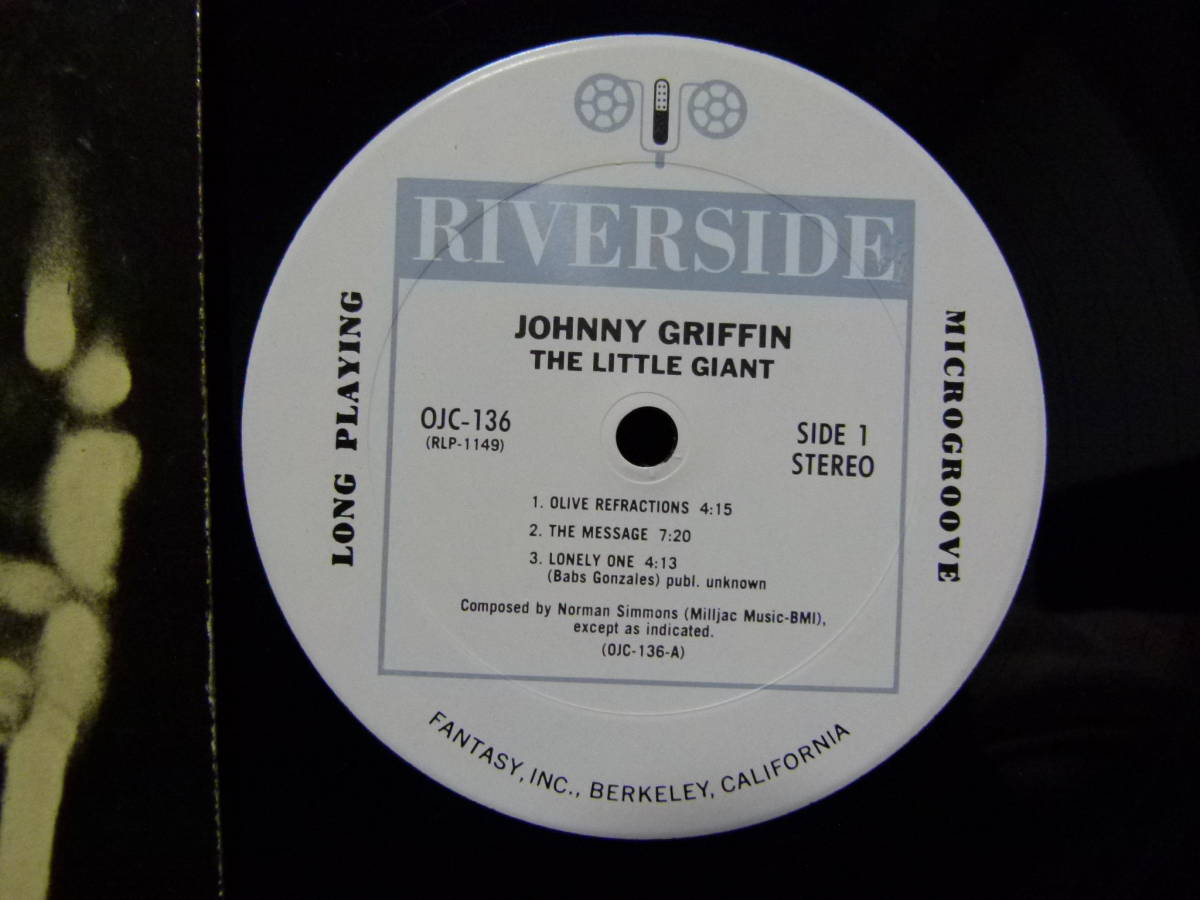 RIVERSIDE
LONG PLAYING
MICROGROOVE
JOHNNY GRIFFIN
THE LITTLE GIANT
OJC-136
(RLP-1149)
SIDE 1
STEREO
1. OLIVE REFRACTIONS 4:15
2. THE MESSAGE 7:20
3. LONELY ONE 4:13
(Babs Gonzales) publ. unknown
Composed by Norman Simmons (Milljac Music-BMI),
except as indicated.
(OJC-136-A)
FANTASY, INC., BERKELEY, CALIFORNIA